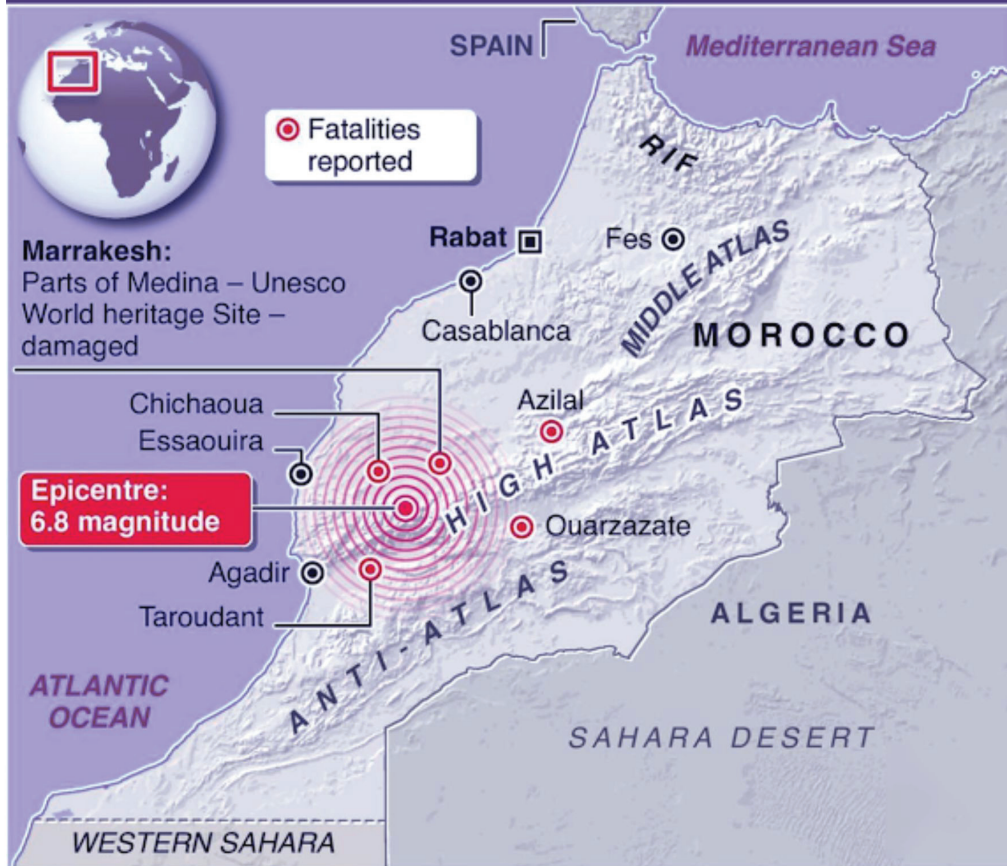 SPAIN
Mediterranean Sea
Fatalities
reported
RIF
Rabat
Fes
Marrakesh:
Parts of Medina – Unesco
World heritage Site –
damaged
Casablanca
MIDDLE ATLAS
MOROCCO
Chichaoua
Azilal
Essaouira
HIGH ATLAS
Epicentre:
6.8 magnitude
Ouarzazate
Agadir
Taroudant
ANTI-ATLAS
ALGERIA
ATLANTIC
OCEAN
SAHARA DESERT
WESTERN SAHARA